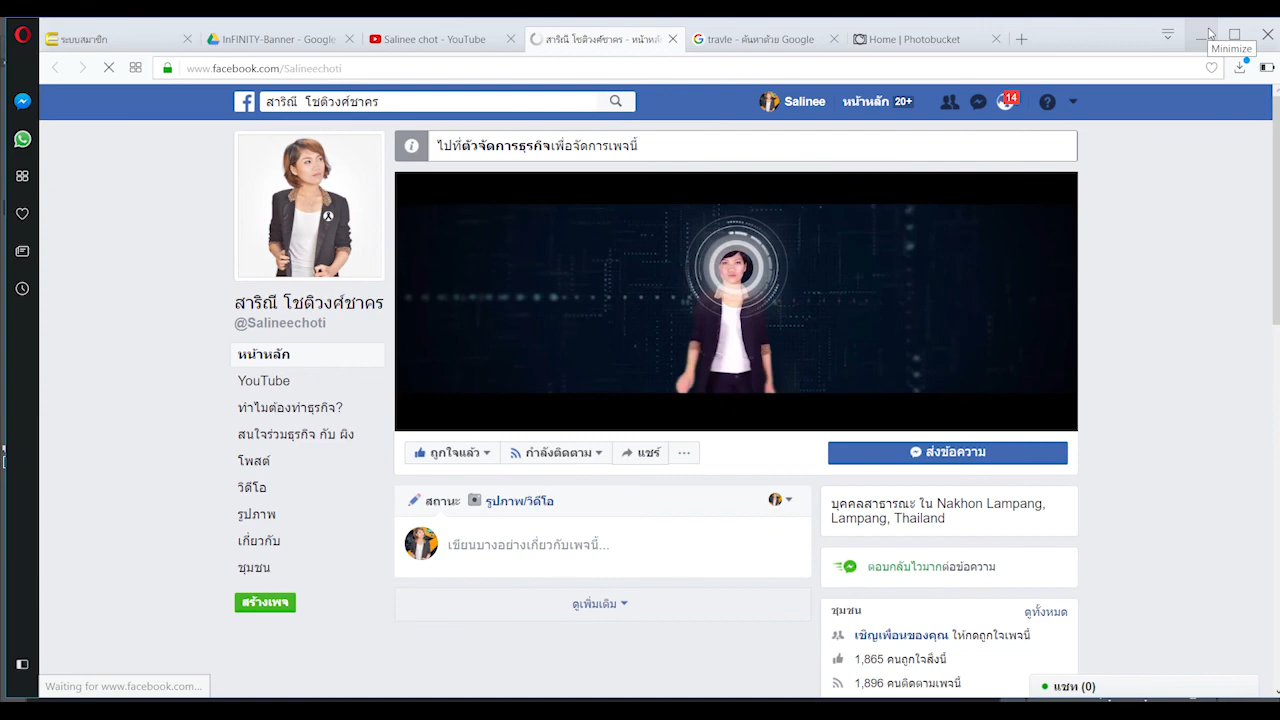 ระบบสมาชิก
InFINITY-Banner - Google
Salinee chot - YouTube
สาริณี โชติวงศ์ชาคร - หน้าหลั
travle - ค้นหาด้วย Google
Home | Photobucket
Minimize
www.facebook.com/Salineechoti
สาริณี โชติวงศ์ชาคร
Salinee
หน้าหลัก 20+
14
ไปที่ตัวจัดการธุรกิจเพื่อจัดการเพจนี้
สาริณี โชติวงศ์ชาคร
@Salineechoti
หน้าหลัก
YouTube
ทำไมต้องทำธุรกิจ?
สนใจร่วมธุรกิจ กับ ผิง
โพสต์
วิดีโอ
รูปภาพ
เกี่ยวกับ
ชุมชน
สร้างเพจ
ถูกใจแล้ว
กำลังติดตาม
แชร์
ส่งข้อความ
สถานะ
รูปภาพ/วิดีโอ
เขียนบางอย่างเกี่ยวกับเพจนี้...
ดูเพิ่มเติม
บุคคลสาธารณะ ใน Nakhon Lampang,
Lampang, Thailand
ตอบกลับไวมากต่อข้อความ
ชุมชน
ดูทั้งหมด
เชิญเพื่อนของคุณ ให้กดถูกใจเพจนี้
1,865 คนถูกใจสิ่งนี้
1,896 คนติดตามเพจนี้
แชท (0)
Waiting for www.facebook.com...